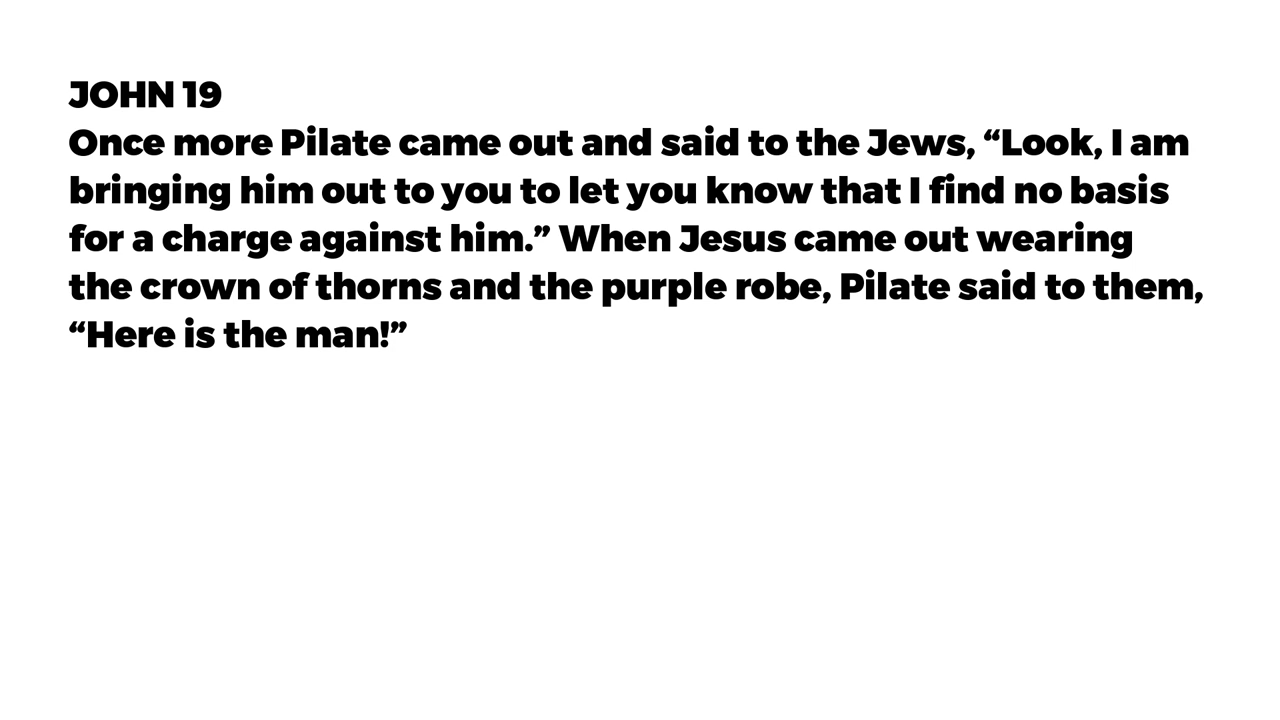 JOHN 19
Once more Pilate came out and said to the Jews, “Look, I am
bringing him out to you to let you know that I find no basis
for a charge against him.” When Jesus came out wearing
the crown of thorns and the purple robe, Pilate said to them,
“Here is the man!”